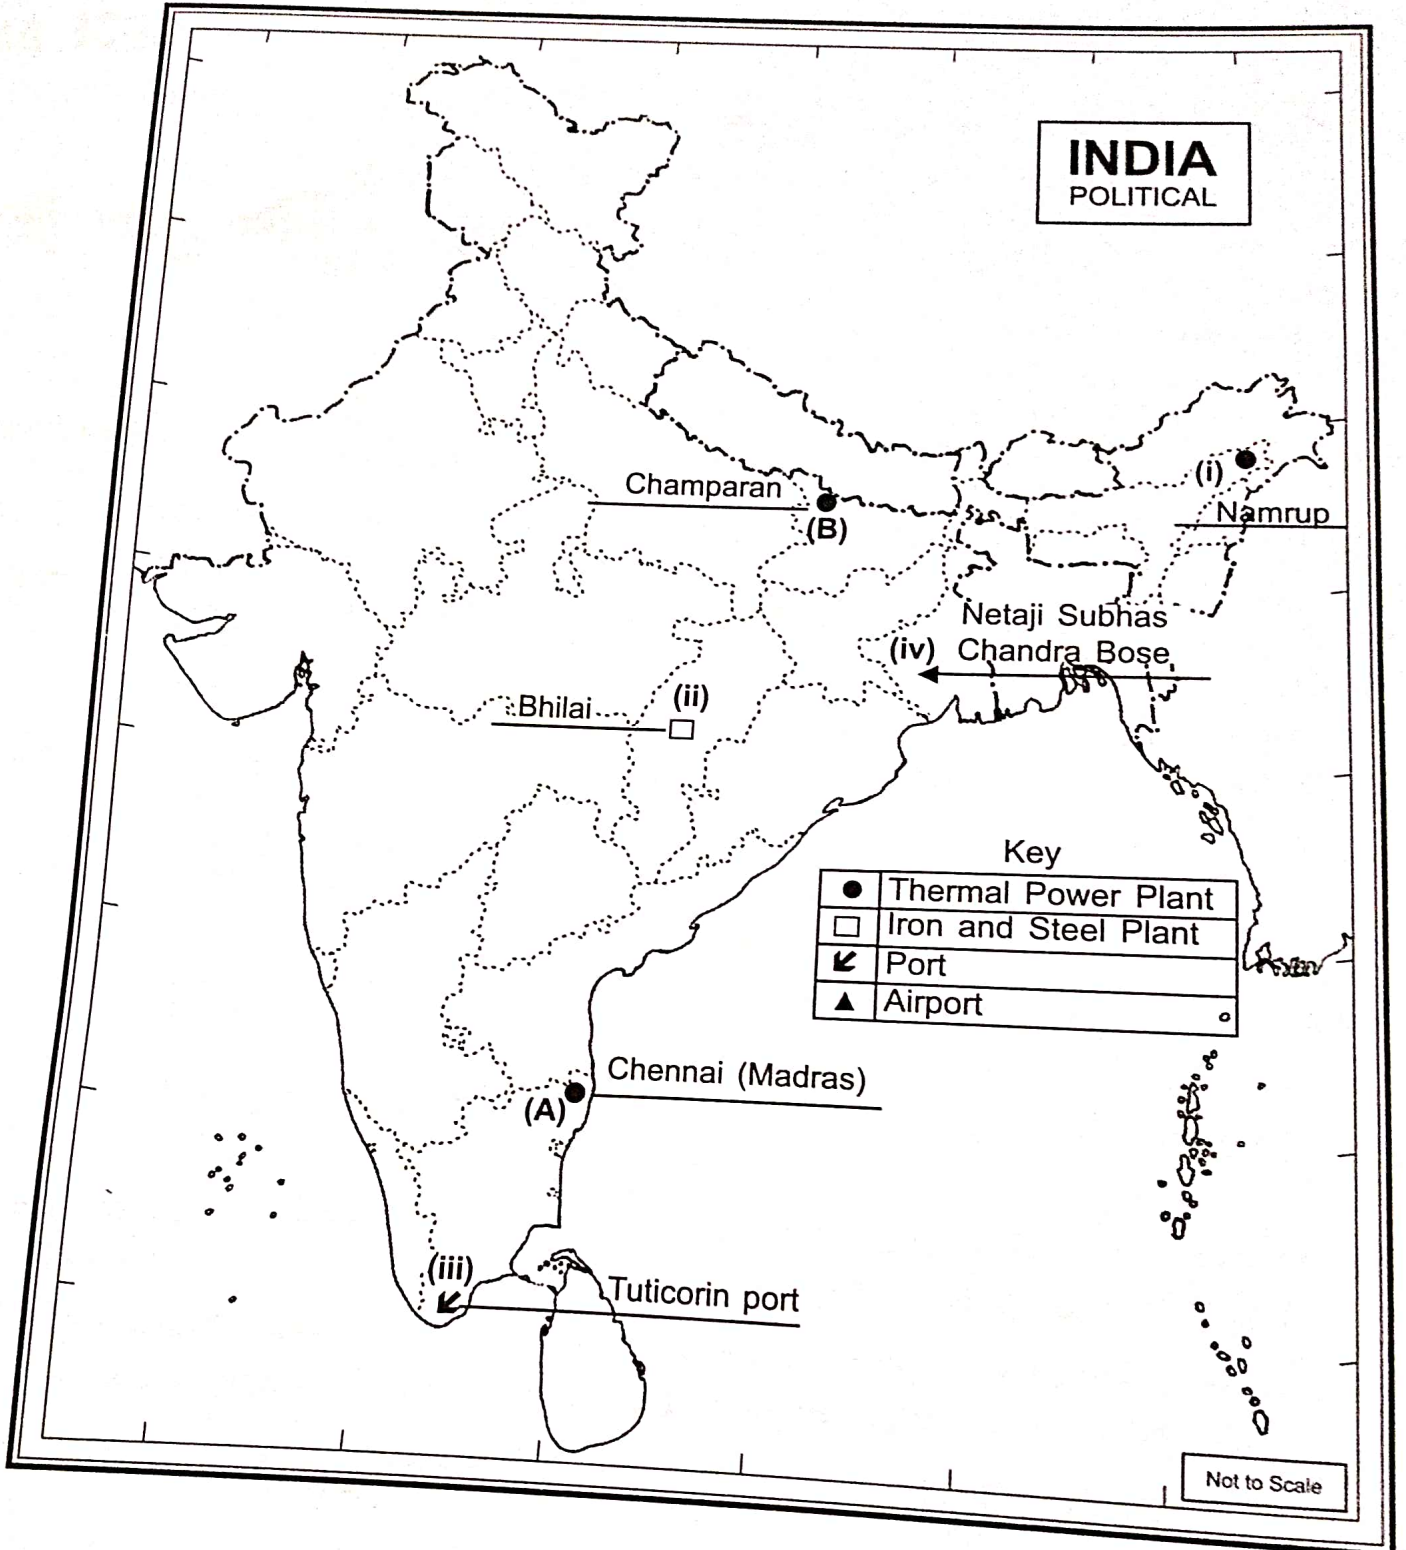 INDIA
POLITICAL
(i)
Namrup
Champaran
(B)
Netaji Subhas
(iv) Chandra Bose
(ii)
Bhilai
Key
Thermal Power Plant
Iron and Steel Plant
Port
Airport
Chennai (Madras)
(A)
(iii)
Tuticorin port
Not to Scale